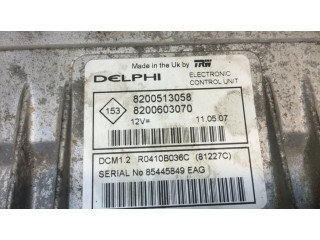 Made in the Uk by TRW
DELPHI ELECTRONIC
CONTROL UNIT
153 8200513058
8200603070
12V= 11.05.07
DCM1.2 R0410B036C (81227C)
SERIAL No 85445849 EAG